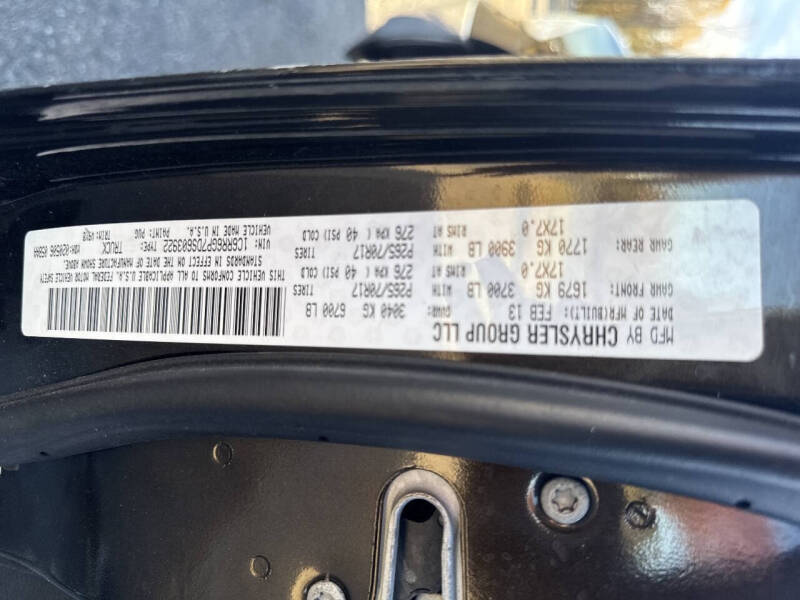 MFD BY CHRYSLER GROUP LLC
DATE OF MFR(BUILT): FEB 13 GVWR: 3040 KG 6700 LB
GAWR FRONT: 1679 KG 3700 LB WITH P265/70R17 TIRES
17X7.0 RIMS AT 276 KPA ( 40 PSI) COLD
GAWR REAR: 1770 KG 3900 LB WITH P265/70R17 TIRES
17X7.0 RIMS AT 276 KPA ( 40 PSI) COLD
THIS VEHICLE CONFORMS TO ALL APPLICABLE U.S.A. FEDERAL MOTOR VEHICLE SAFETY
STANDARDS IN EFFECT ON THE DATE OF MANUFACTURE SHOWN ABOVE.
VIN: 1C6RR6GP7DS603922 TYPE: TRUCK
VEHICLE MADE IN U.S.A. PAINT: TRIM:
MDH: